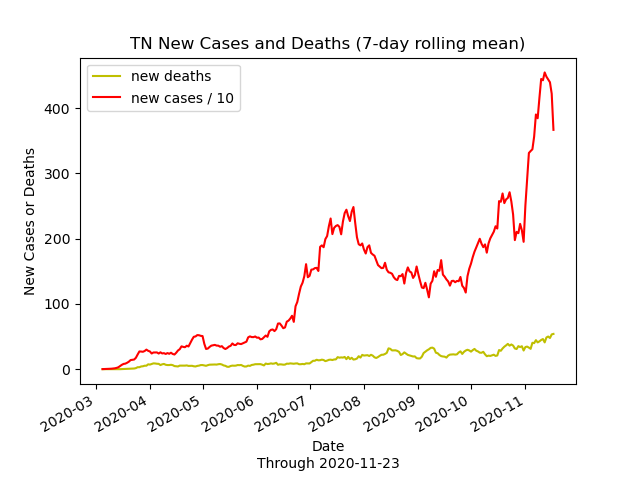 TN New Cases and Deaths (7-day rolling mean)
new deaths
new cases / 10
New Cases or Deaths
400
300
200
100
0
2020-03
2020-04
2020-05
2020-06
2020-07
2020-08
2020-09
2020-10
2020-11
Date
Through 2020-11-23